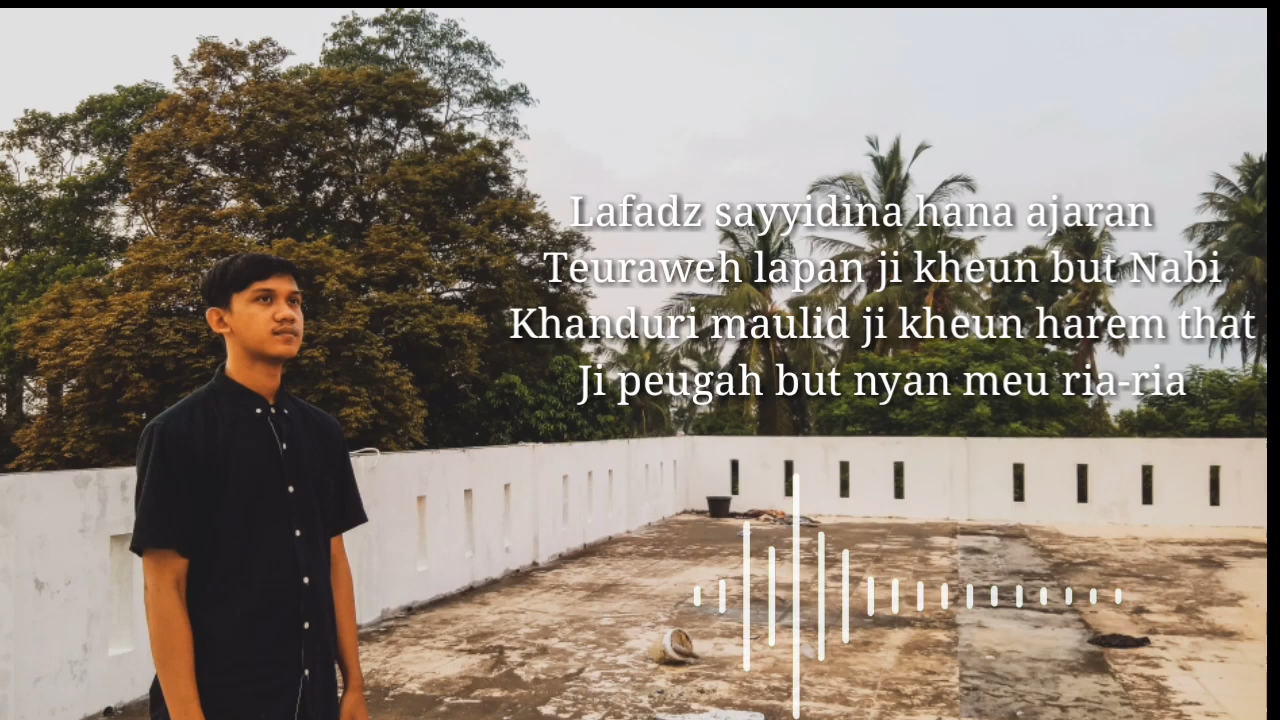 Lafadz sayyidina hana ajaran
Teuraweh lapan ji kheun but Nabi
Khanduri maulid ji kheun harem that
Ji peugah but nyan meu ria-ria